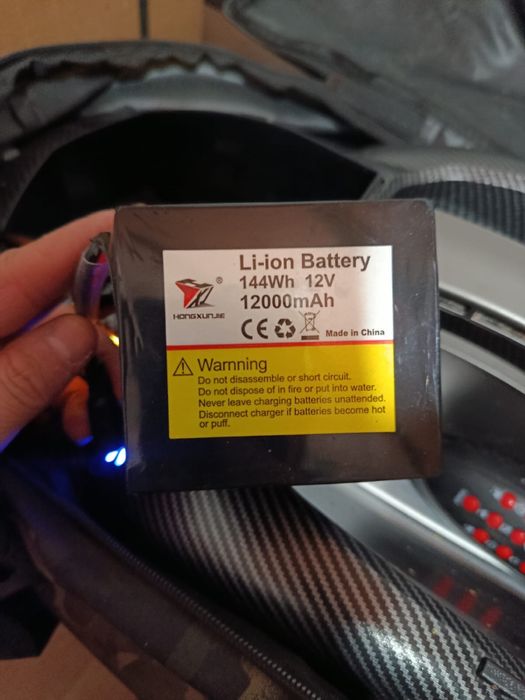 Li-ion Battery
144Wh 12V
12000mAh
®
HONGXUNJIE
CE
Made in China
Warnning
Do not disassemble or short circuit.
Do not dispose of in fire or put into water.
Never leave charging batteries unattended.
Disconnect charger if batteries become hot
or puff.